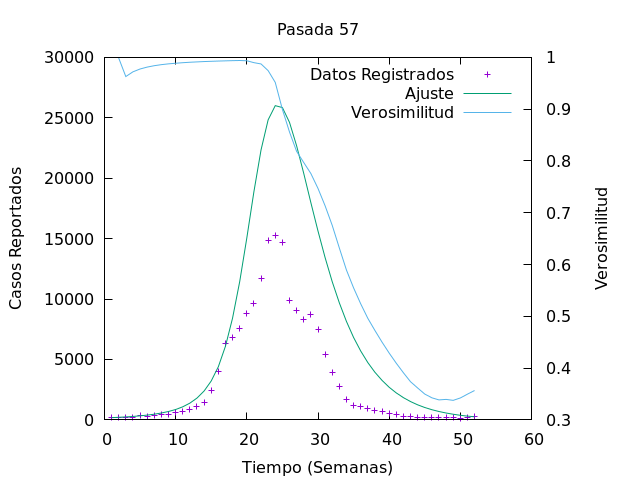 Pasada 57
Datos Registrados
Ajuste
Verosimilitud
Casos Reportados
30000
25000
20000
15000
10000
5000
0
1
0.9
0.8
0.7
0.6
0.5
0.4
0.3
Verosimilitud
0 10 20 30 40 50 60
Tiempo (Semanas)